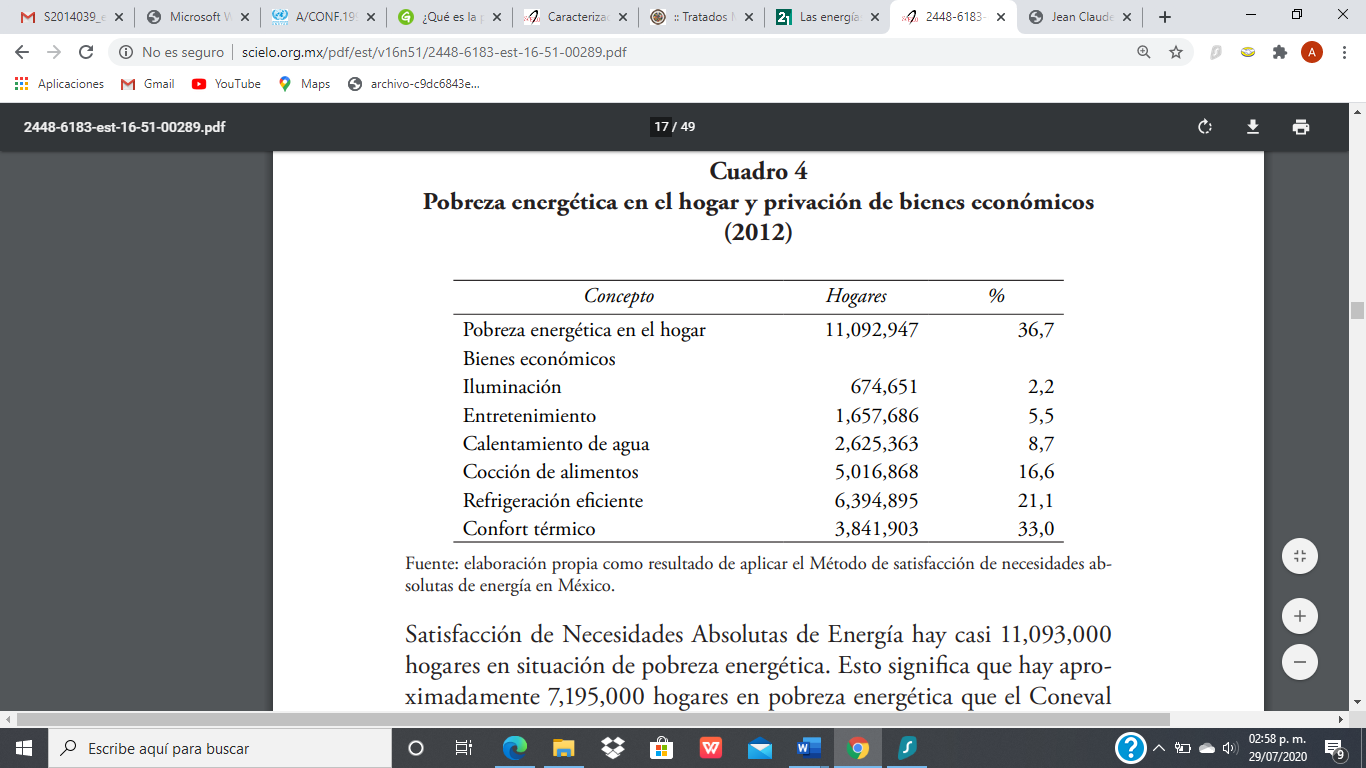 S2014039_e
Microsoft W
A/CONF.199
¿Qué es la p
Caracterizac
:: Tratados M
Las energías
2448-6183-
Jean Claude
No es seguro | scielo.org.mx/pdf/est/v16n51/2448-6183-est-16-51-00289.pdf
A
Aplicaciones Gmail YouTube Maps archivo-c9dc6843e...
2448-6183-est-16-51-00289.pdf 17 / 49
Cuadro 4
Pobreza energética en el hogar y privación de bienes económicos
(2012)
Concepto Hogares %
Pobreza energética en el hogar 11,092,947 36,7
Bienes económicos
Iluminación 674,651 2,2
Entretenimiento 1,657,686 5,5
Calentamiento de agua 2,625,363 8,7
Cocción de alimentos 5,016,868 16,6
Refrigeración eficiente 6,394,895 21,1
Confort térmico 3,841,903 33,0
Fuente: elaboración propia como resultado de aplicar el Método de satisfacción de necesidades ab-
solutas de energía en México.
Satisfacción de Necesidades Absolutas de Energía hay casi 11,093,000
hogares en situación de pobreza energética. Esto significa que hay apro-
ximadamente 7,195,000 hogares en pobreza energética que el Coneval
Escribe aquí para buscar
02:58 p. m.
29/07/2020
9